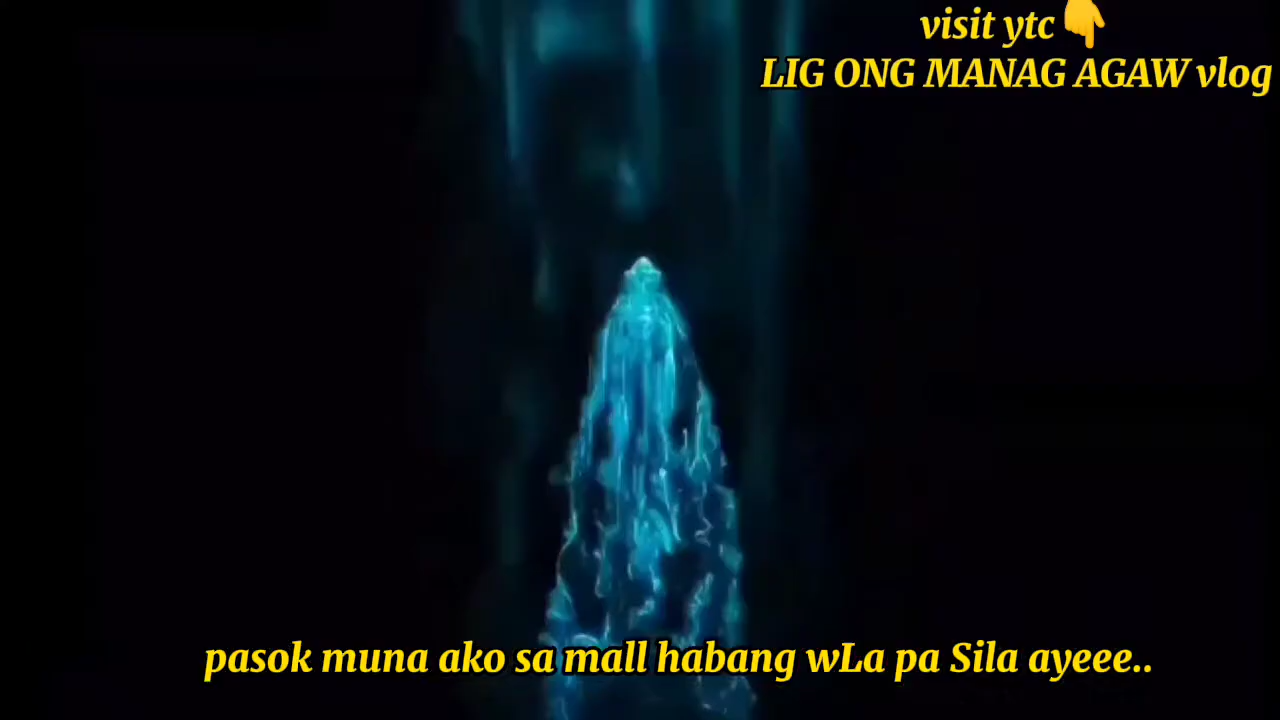 visit ytc👇
LIG ONG MANAG AGAW vlog
pasok muna ako sa mall habang wLa pa Sila ayeee..